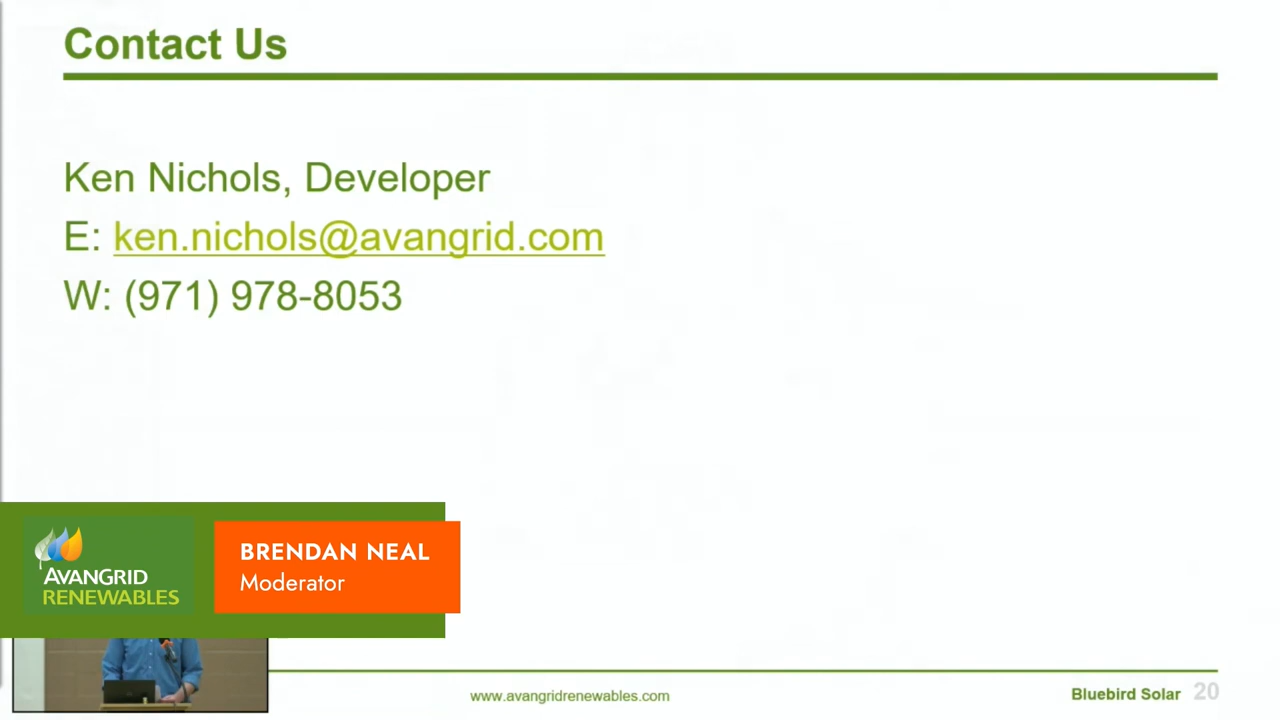 Contact Us
Ken Nichols, Developer
E: ken.nichols@avangrid.com
W: (971) 978-8053
BRENDAN NEAL
Moderator
AVANGRID
RENEWABLES
www.avangridrenewables.com
Bluebird Solar 20